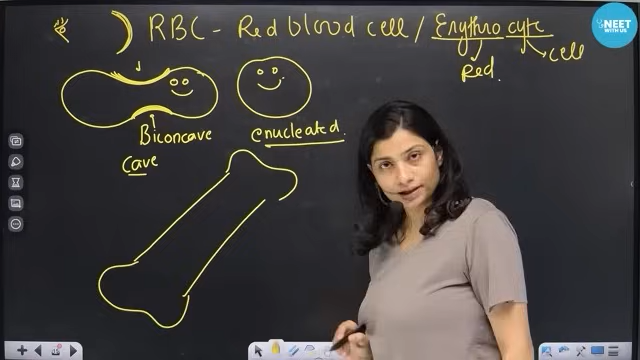 RBC - Red blood cell / Erythrocyte
Red.
cell
Biconcave
cave
enucleated.
NEET
WITH US